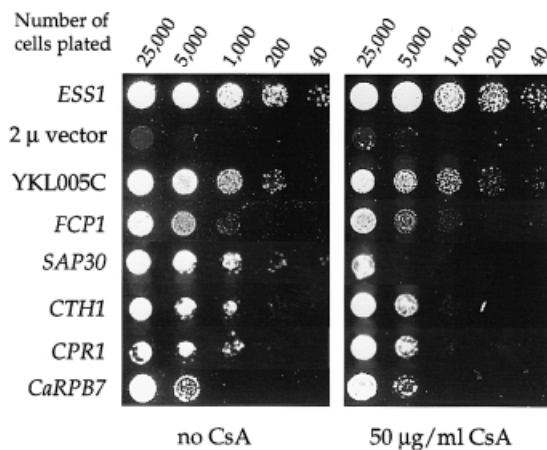 Number of
cells plated
25,000 5,000 1,000 200 40
25,000 5,000 1,000 200 40
ESS1
2 μ vector
YKL005C
FCP1
SAP30
CTH1
CPR1
CaRPB7
no CsA
50 μg/ml CsA